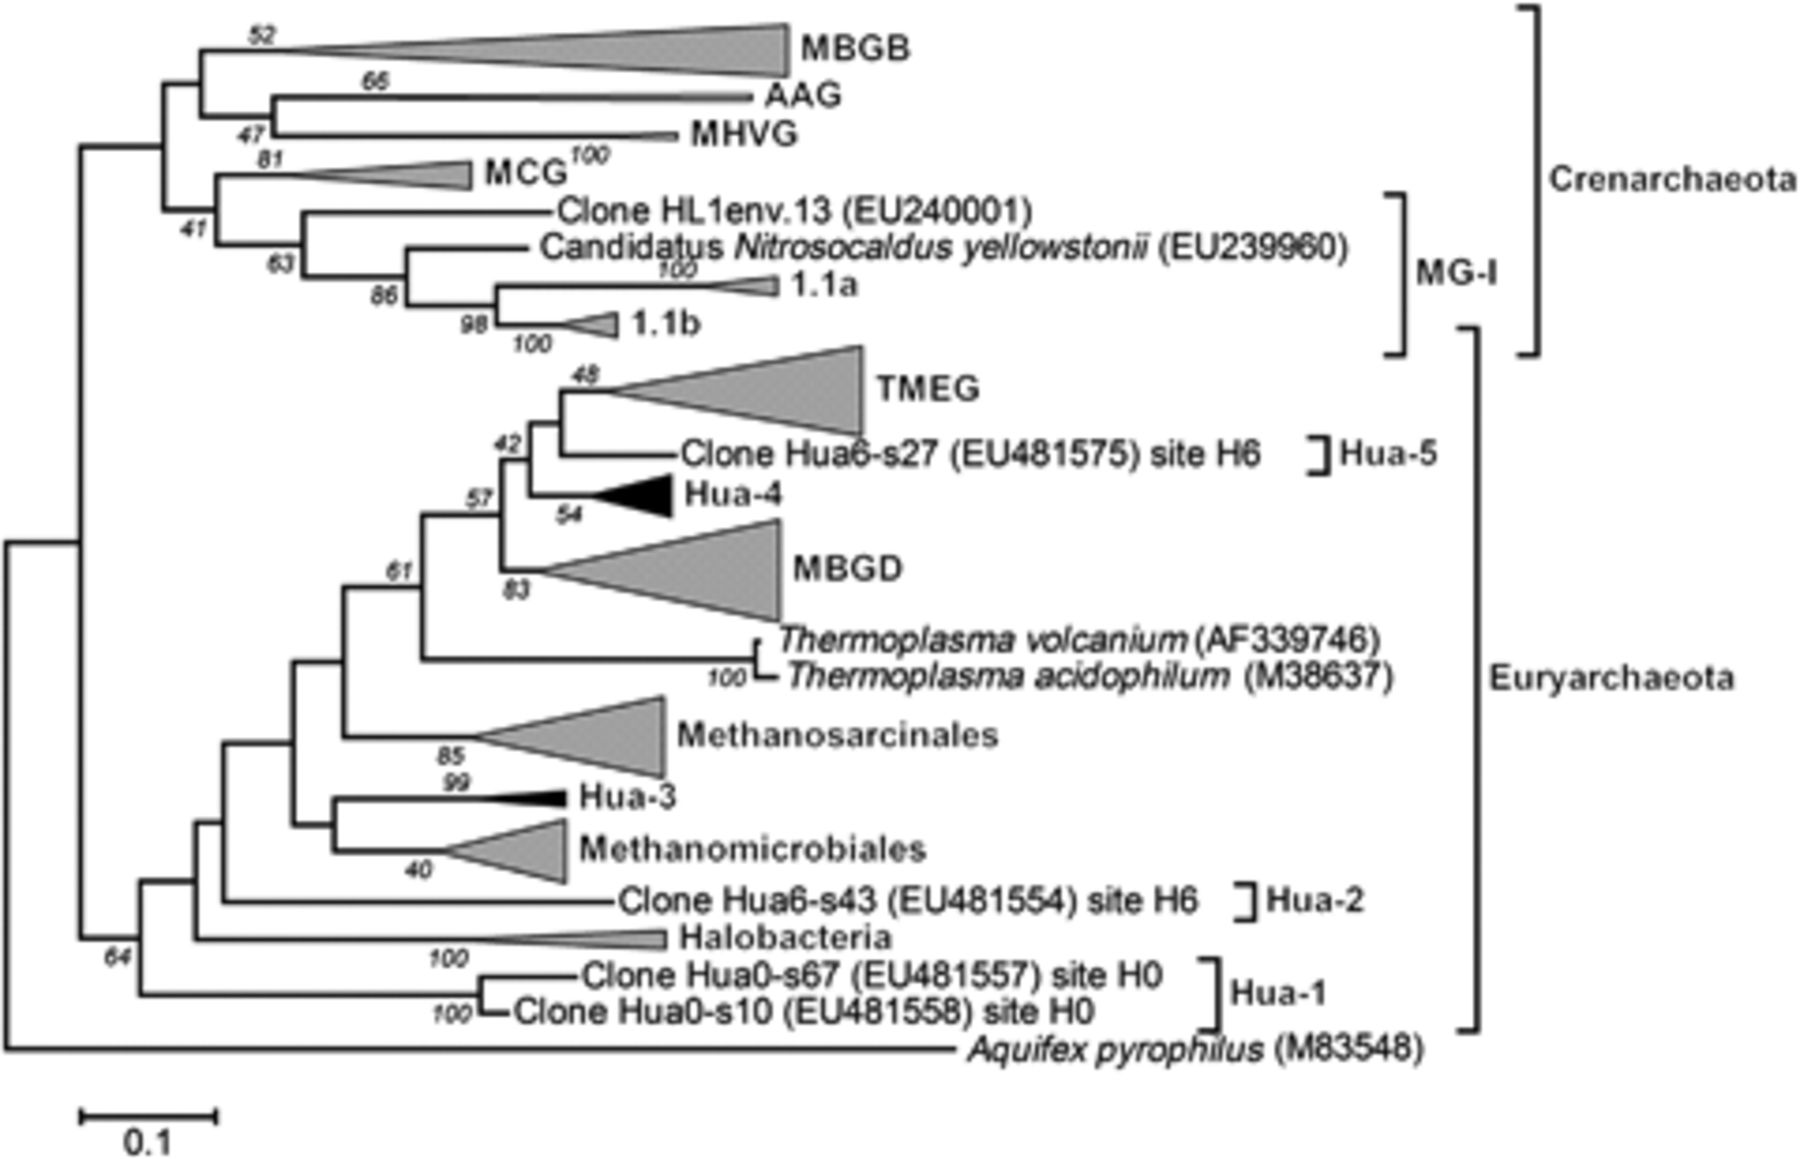 52
MBGB
66
AAG
47
MHVG
100
81
MCG
Crenarchaeota
41
Clone HL1env.13 (EU240001)
63
Candidatus Nitrosocaldus yellowstonii (EU239960)
MG-I
86
100
1.1a
98
1.1b
100
48
TMEG
42
Clone Hua6-s27 (EU481575) site H6
Hua-5
57
Hua-4
54
61
MBGD
83
Thermoplasma volcanium (AF339746)
100
Thermoplasma acidophilum (M38637)
Euryarchaeota
Methanosarcinales
85
99
Hua-3
Methanomicrobiales
40
Clone Hua6-s43 (EU481554) site H6
Hua-2
Halobacteria
64
100
Clone Hua0-s67 (EU481557) site H0
Hua-1
100
Clone Hua0-s10 (EU481558) site H0
Aquifex pyrophilus (M83548)
0.1